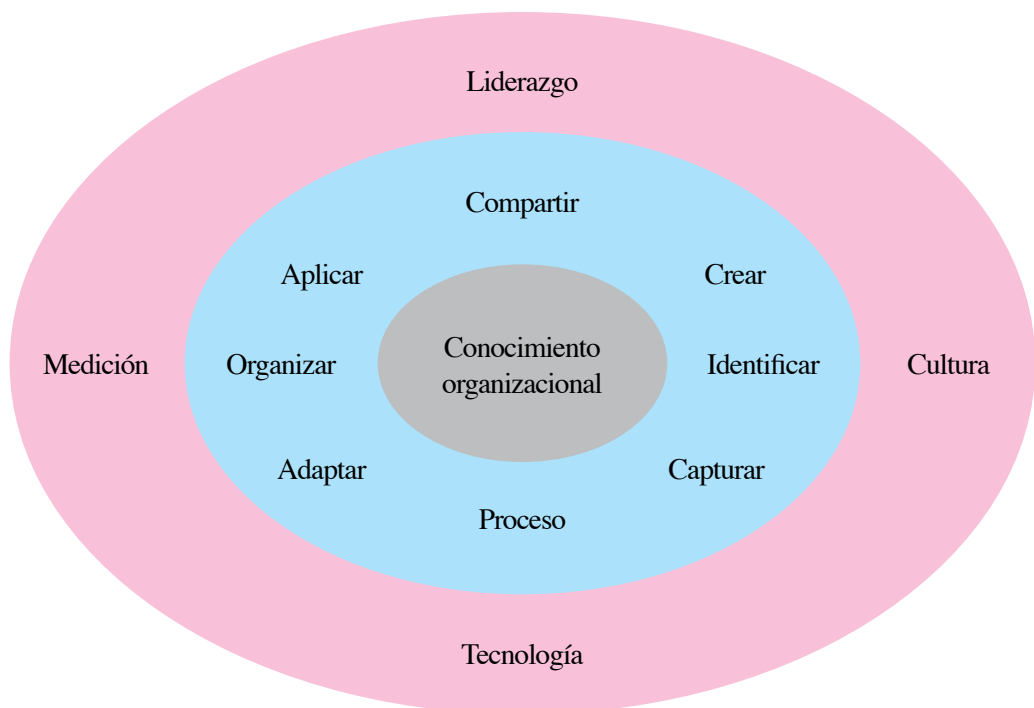 Liderazgo
Compartir
Aplicar
Crear
Conocimiento
organizacional
Medición
Organizar
Identificar
Cultura
Adaptar
Capturar
Proceso
Tecnología